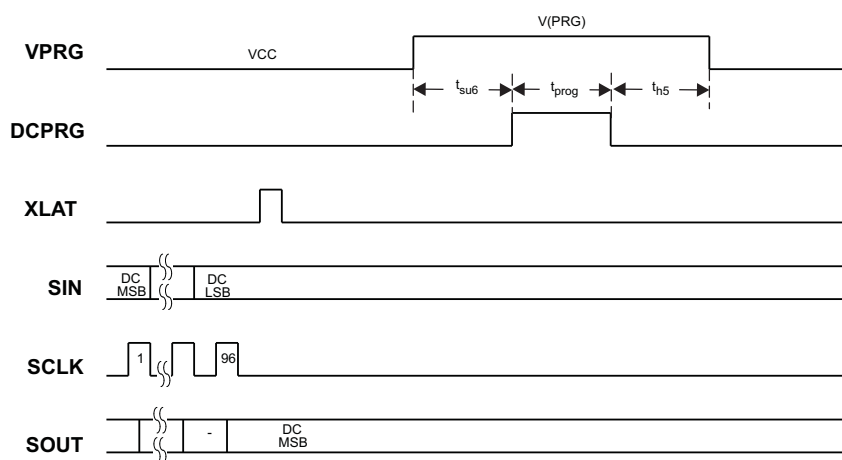 V(PRG)
VPRG
VCC
tsu6
tprog
th5
DCPRG
XLAT
SIN
DC
MSB
DC
LSB
SCLK
1
96
SOUT
-
DC
MSB